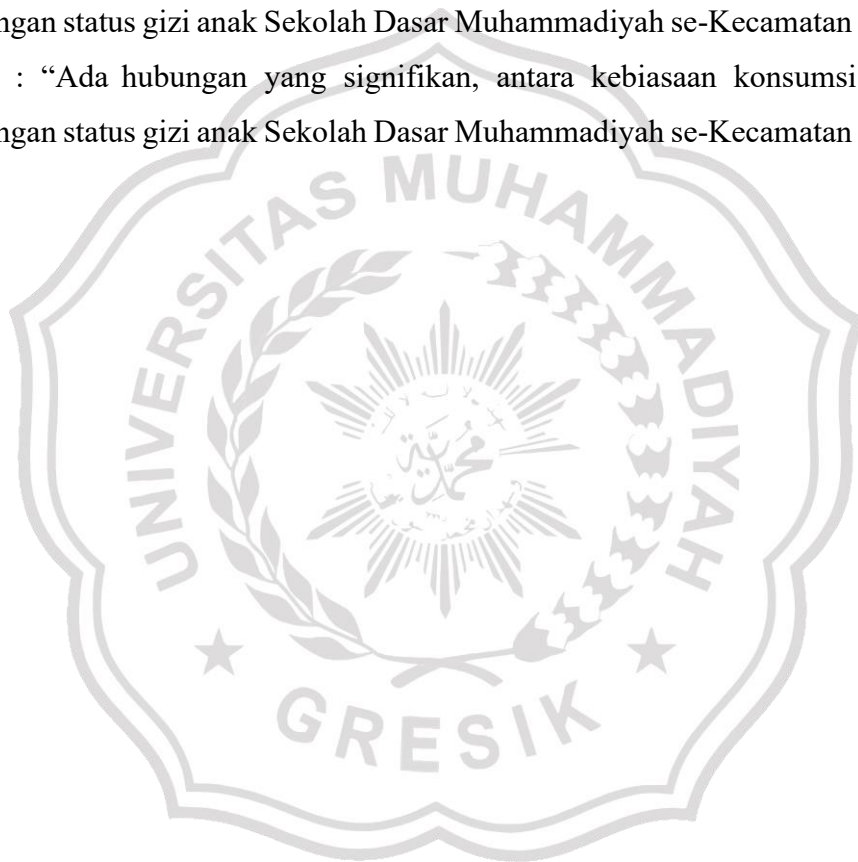 ngan status gizi anak Sekolah Dasar Muhammadiyah se-Kecamatan
: “Ada hubungan yang signifikan, antara kebiasaan konsumsi
ngan status gizi anak Sekolah Dasar Muhammadiyah se-Kecamatan
UNIVERSITAS MUHAMMADIYAH
محمدية
GRESIK